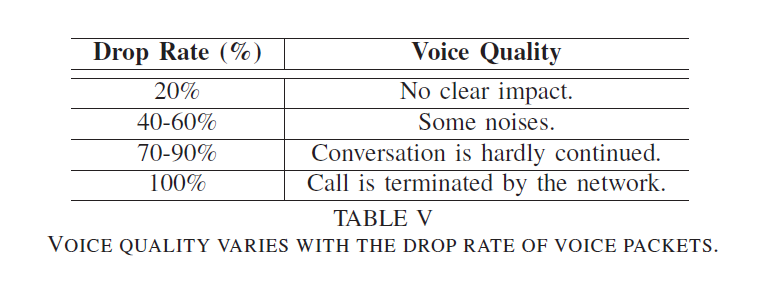 Drop Rate (%) Voice Quality
20% No clear impact.
40-60% Some noises.
70-90% Conversation is hardly continued.
100% Call is terminated by the network.
TABLE V
VOICE QUALITY VARIES WITH THE DROP RATE OF VOICE PACKETS.